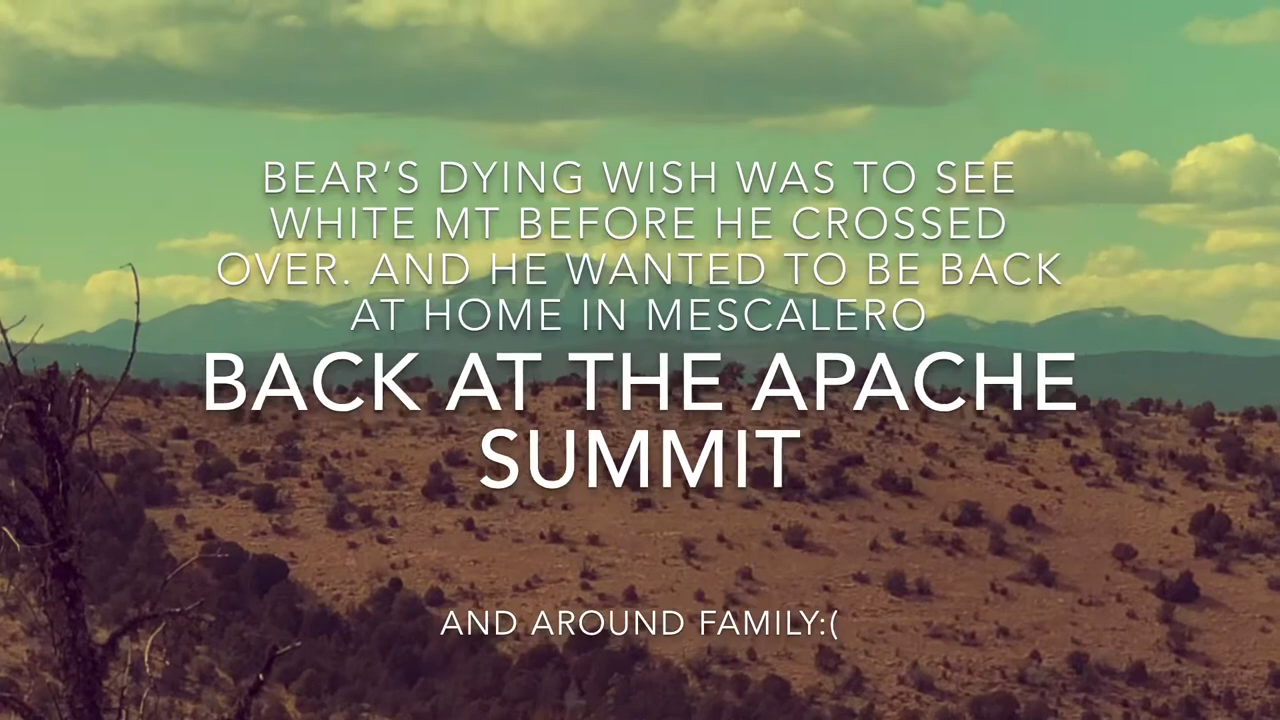 BEAR’S DYING WISH WAS TO SEE
WHITE MT BEFORE HE CROSSED
OVER. AND HE WANTED TO BE BACK
AT HOME IN MESCALERO
BACK AT THE APACHE
SUMMIT
AND AROUND FAMILY:(